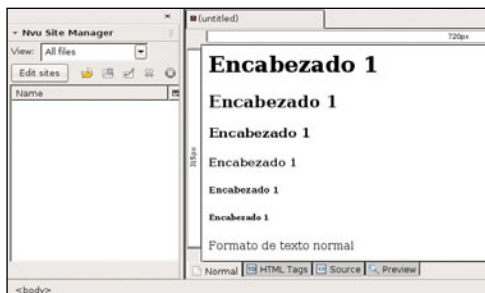 Nvu Site Manager
View: All files
Edit sites
Name
(untitled)
720px
315px
Encabezado 1
Encabezado 1
Encabezado 1
Encabezado 1
Encabezado 1
Encabezado 1
Formato de texto normal
Normal HTML Tags Source Preview
<body>